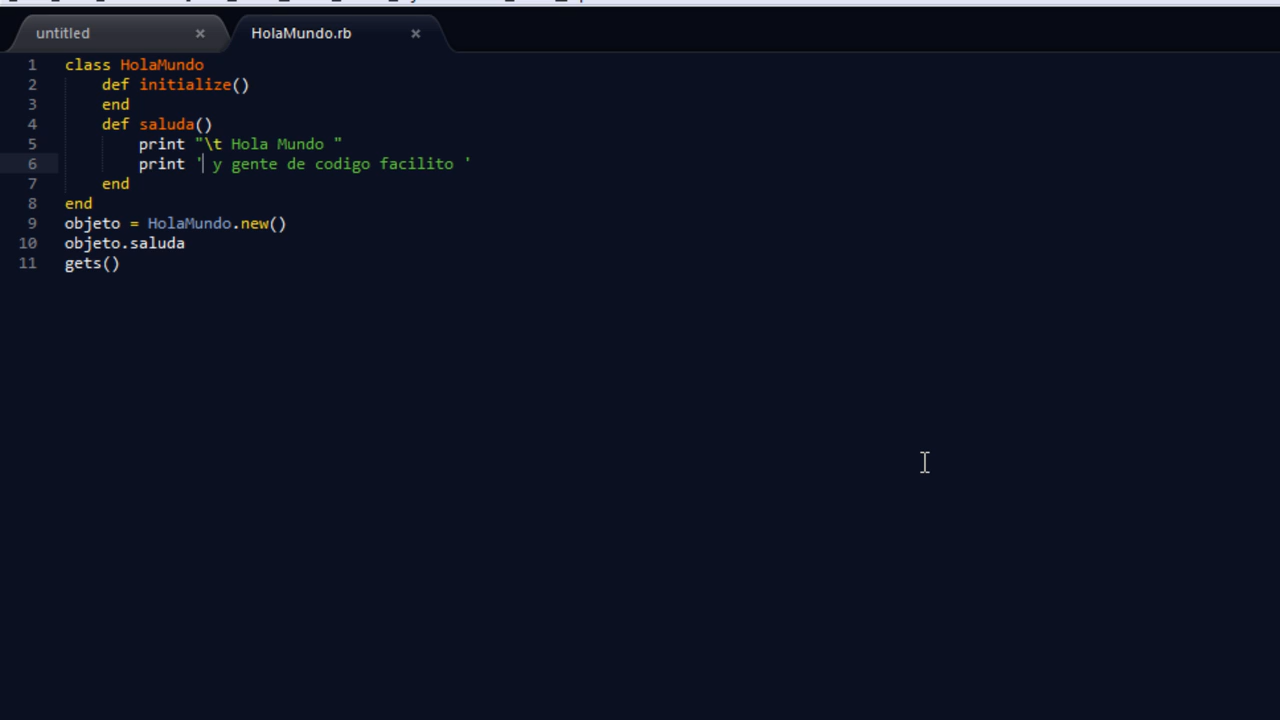 untitled × HolaMundo.rb ×
1 class HolaMundo
2 def initialize()
3 end
4 def saluda()
5 print "\t Hola Mundo "
6 print ' y gente de codigo facilito '
7 end
8 end
9 objeto = HolaMundo.new()
10 objeto.saluda
11 gets()